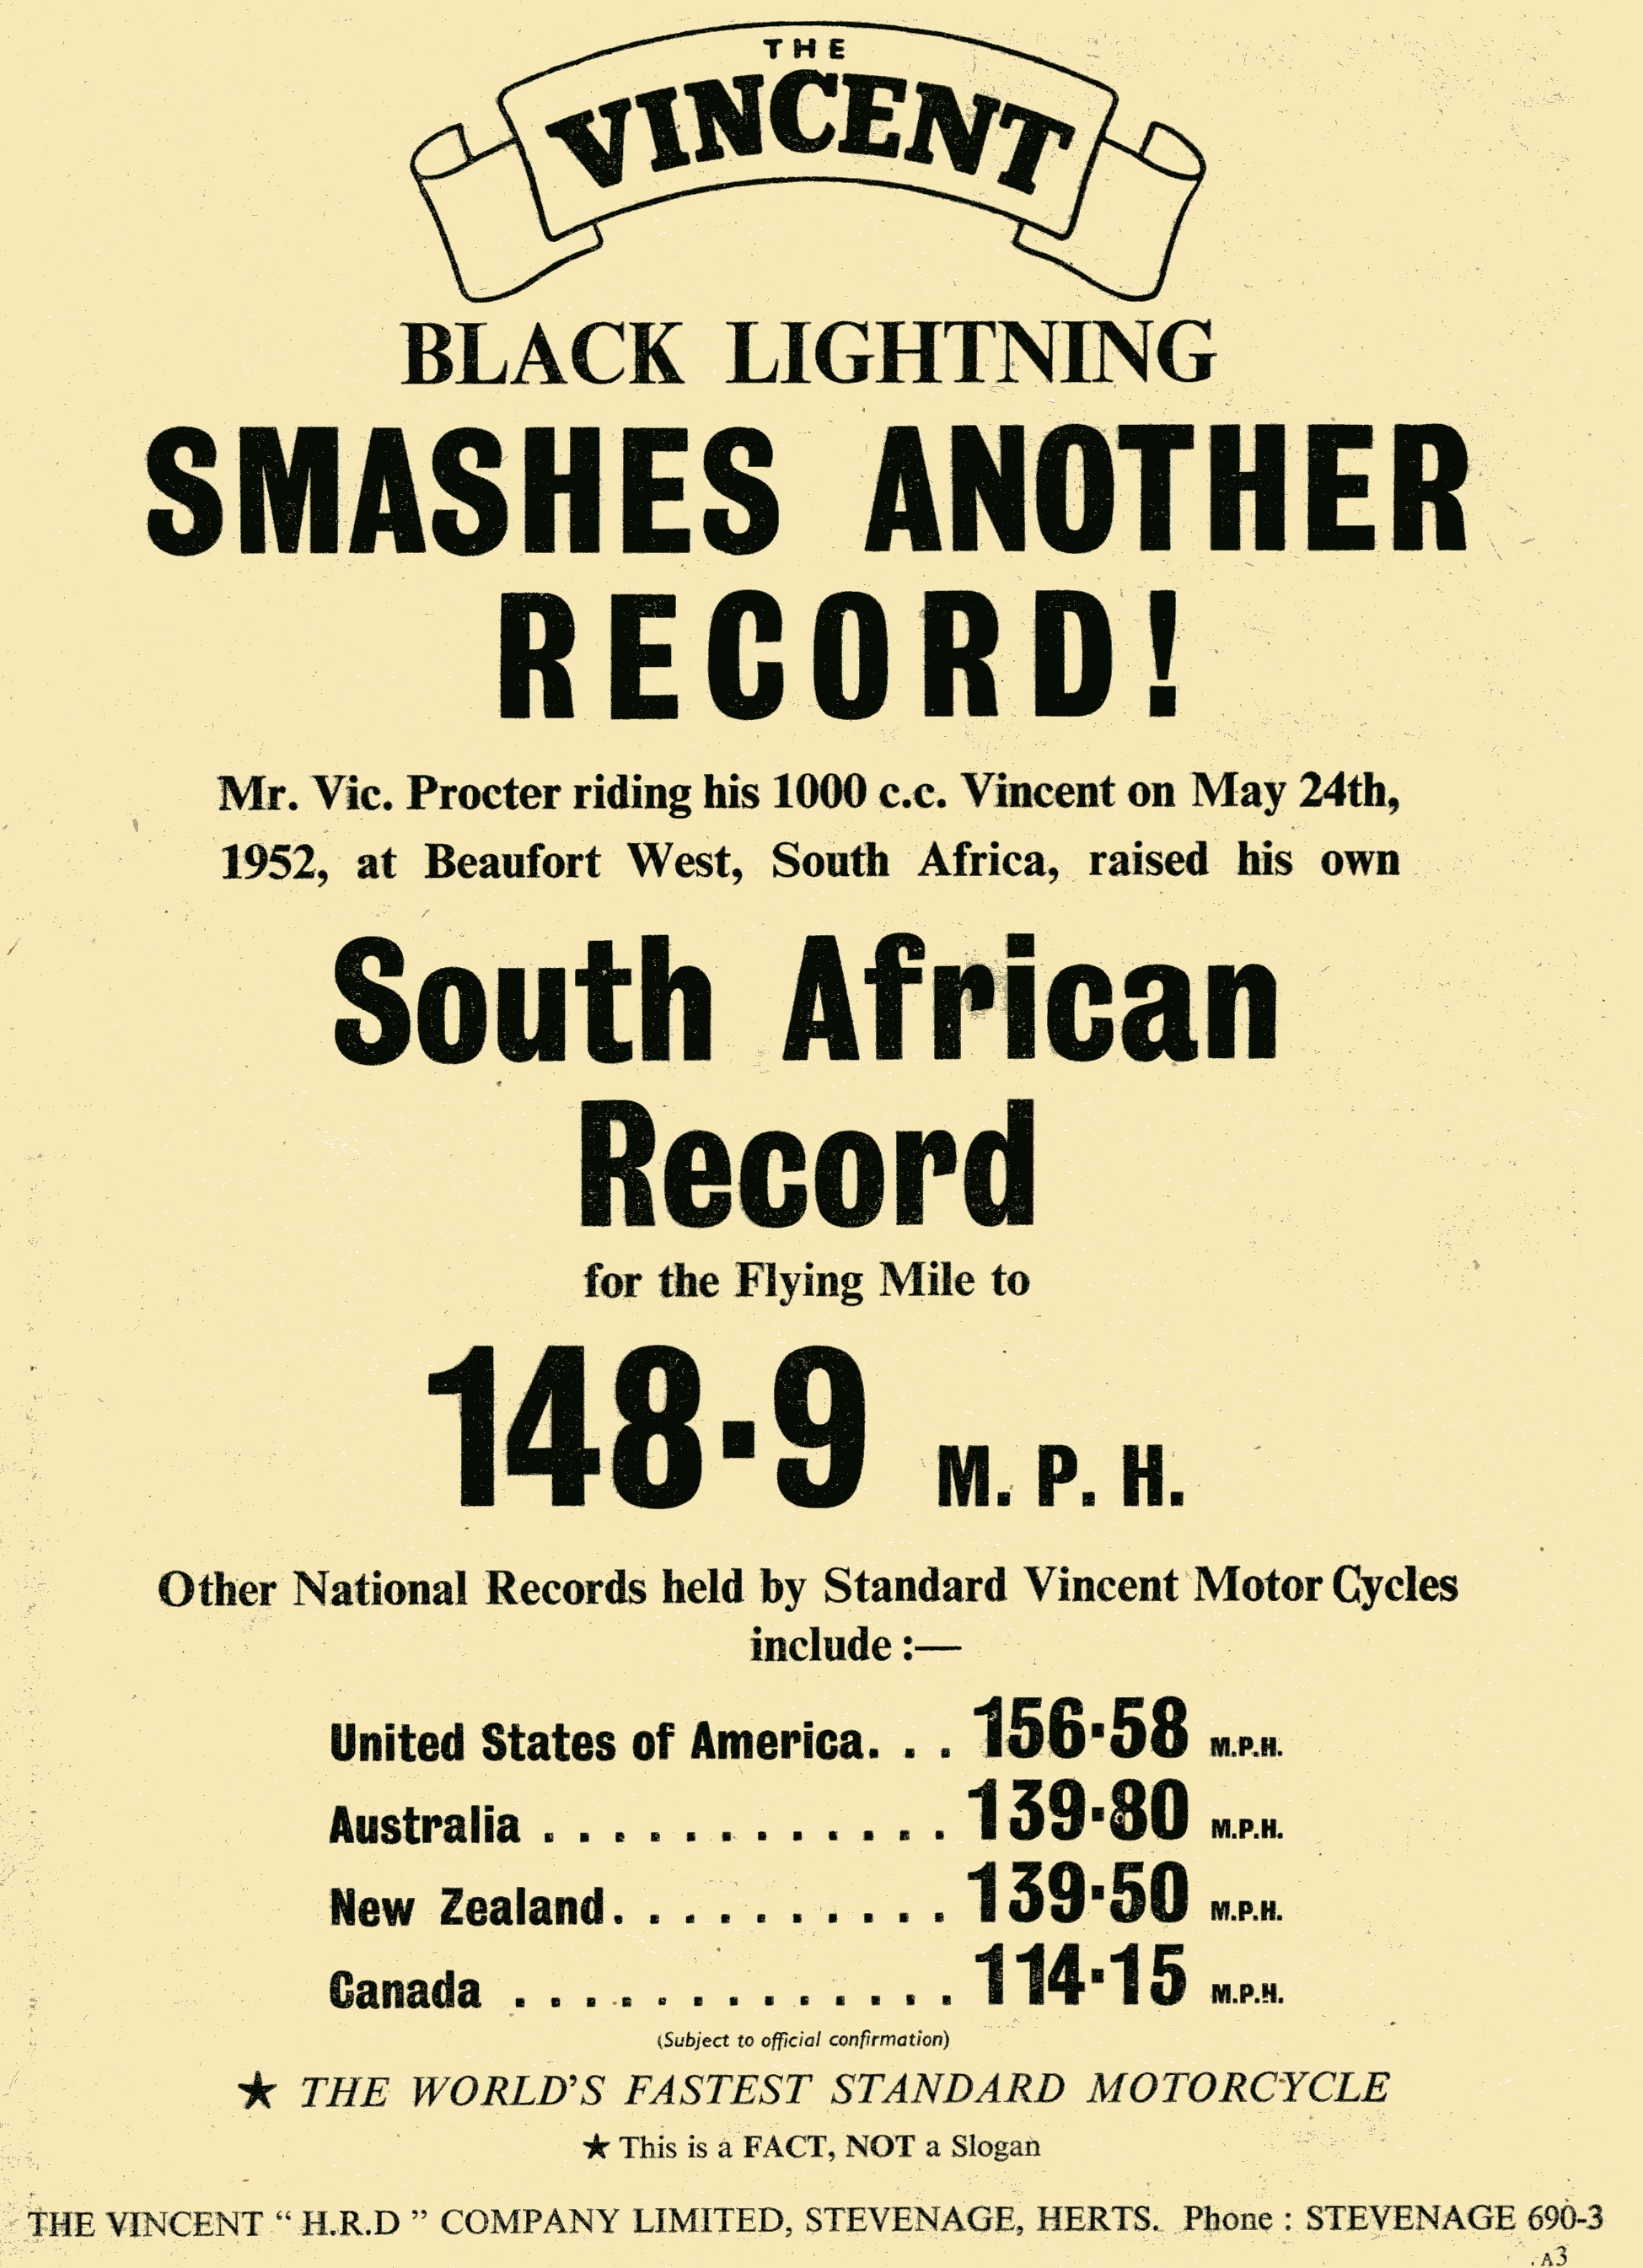 THE
VINCENT
BLACK LIGHTNING
SMASHES ANOTHER
RECORD!
Mr. Vic. Procter riding his 1000 c.c. Vincent on May 24th,
1952, at Beaufort West, South Africa, raised his own
South African
Record
for the Flying Mile to
148·9 M. P. H.
Other National Records held by Standard Vincent Motor Cycles
include :—
United States of America. . . 156·58 M.P.H.
Australia . . . . . . . . . . . . 139·80 M.P.H.
New Zealand. . . . . . . . . . 139·50 M.P.H.
Canada . . . . . . . . . . . . . 114·15 M.P.H.
(Subject to official confirmation)
★ THE WORLD'S FASTEST STANDARD MOTORCYCLE
★ This is a FACT, NOT a Slogan
THE VINCENT “ H.R.D ” COMPANY LIMITED, STEVENAGE, HERTS. Phone : STEVENAGE 690-3
. A3